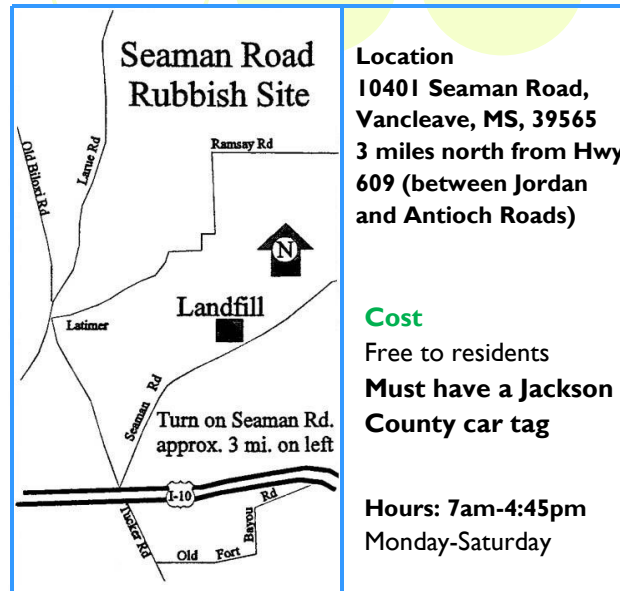 Seaman Road
Rubbish Site
Old Biloxi Rd
Larue Rd
Ramsay Rd
N
Landfill
Latimer
Seaman Rd
Turn on Seaman Rd.
approx. 3 mi. on left
I-10
Tucker Rd
Old Fort Bayou Rd
Location
10401 Seaman Road,
Vancleave, MS, 39565
3 miles north from Hwy
609 (between Jordan
and Antioch Roads)
Cost
Free to residents
Must have a Jackson
County car tag
Hours: 7am-4:45pm
Monday-Saturday